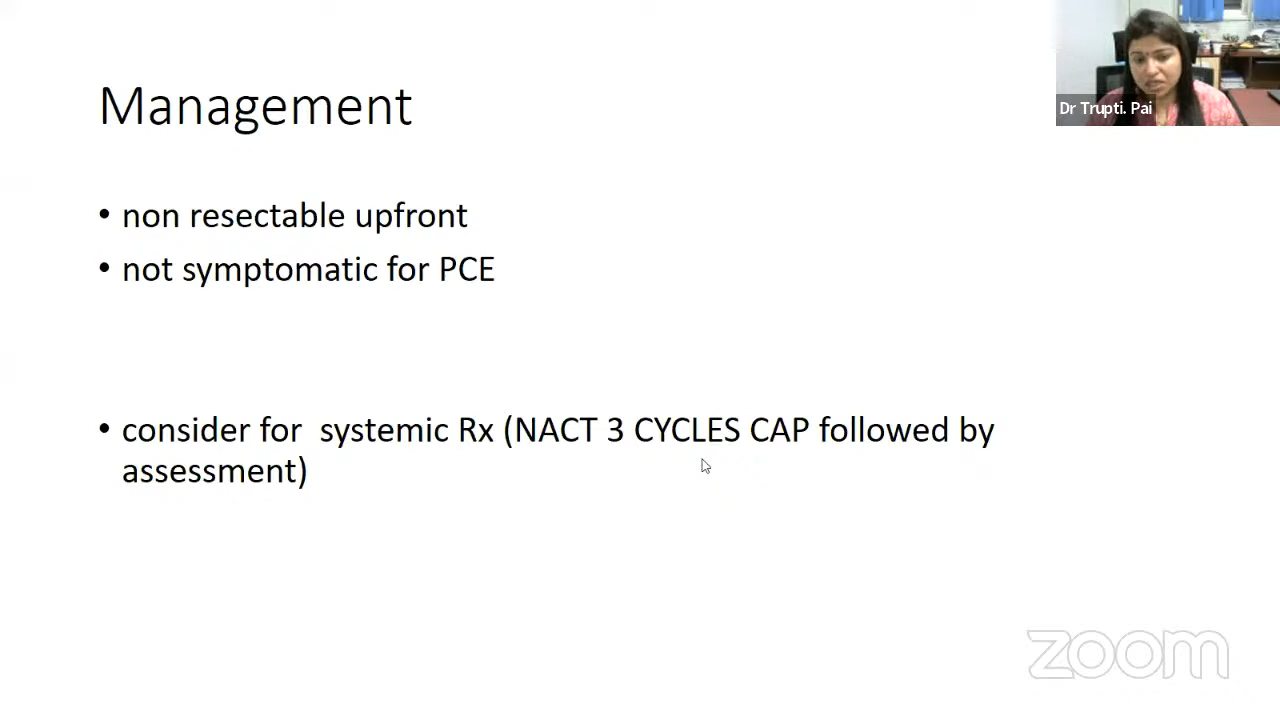 Management
Dr Trupti. Pai
• non resectable upfront
• not symptomatic for PCE
• consider for systemic Rx (NACT 3 CYCLES CAP followed by
assessment)
zoom